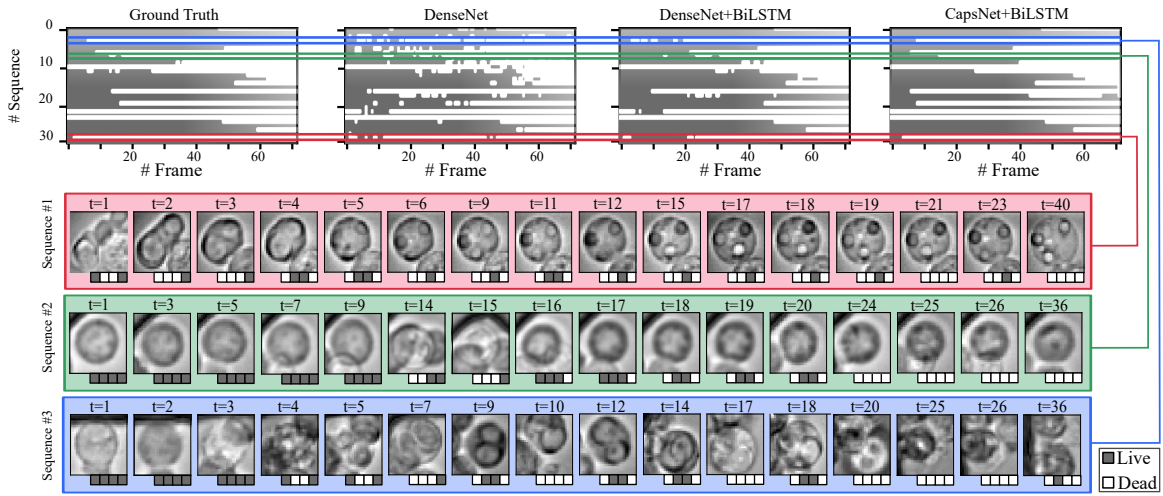 Ground Truth DenseNet DenseNet+BiLSTM CapsNet+BiLSTM
# Sequence
0
10
20
30
20 40 60 20 40 60 20 40 60 20 40 60
# Frame # Frame # Frame # Frame
Sequence #1
t=1 t=2 t=3 t=4 t=5 t=6 t=9 t=11 t=12 t=15 t=17 t=18 t=19 t=21 t=23 t=40
Sequence #2
t=1 t=3 t=5 t=7 t=9 t=14 t=15 t=16 t=17 t=18 t=19 t=20 t=24 t=25 t=26 t=36
Sequence #3
t=1 t=2 t=3 t=4 t=5 t=7 t=9 t=10 t=12 t=14 t=17 t=18 t=20 t=25 t=26 t=36
Live
Dead